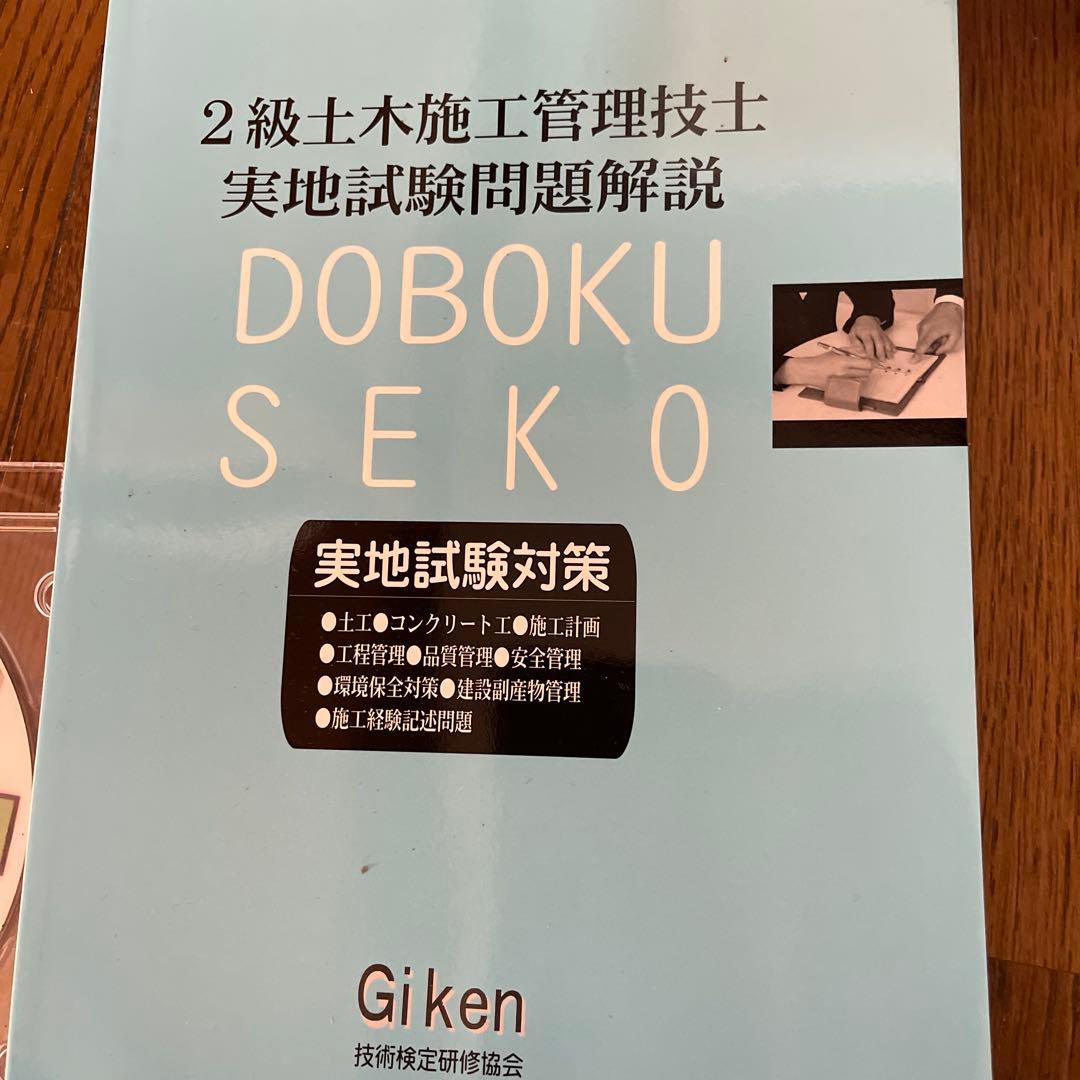 2級土木施工管理技士
実地試験問題解説
DOBOKU
SEKO
実地試験対策
●土工●コンクリート工●施工計画
●工程管理●品質管理●安全管理
●環境保全対策●建設副産物管理
●施工経験記述問題
Giken
技術検定研修協会